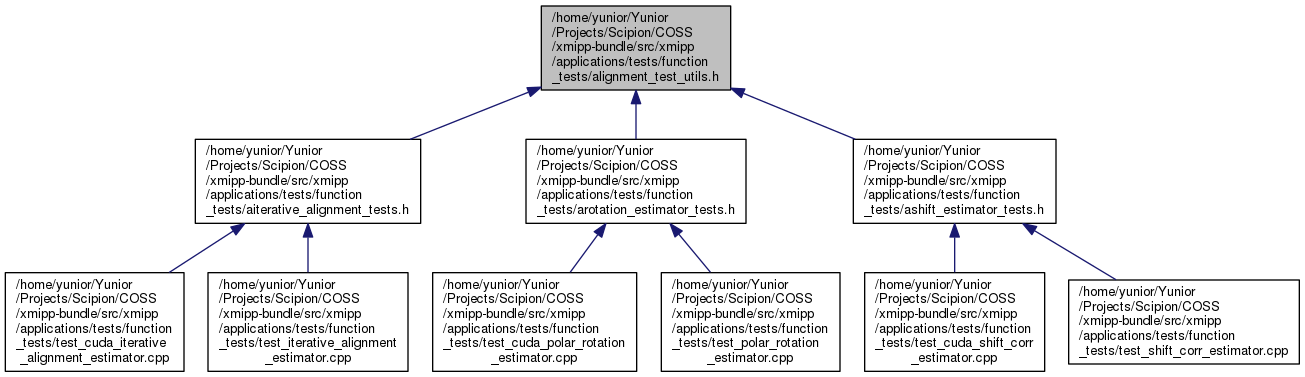 /home/yunior/Yunior
/Projects/Scipion/COSS
/xmipp-bundle/src/xmipp
/applications/tests/function
_tests/alignment_test_utils.h
/home/yunior/Yunior
/Projects/Scipion/COSS
/xmipp-bundle/src/xmipp
/applications/tests/function
_tests/aiterative_alignment_tests.h
/home/yunior/Yunior
/Projects/Scipion/COSS
/xmipp-bundle/src/xmipp
/applications/tests/function
_tests/arotation_estimator_tests.h
/home/yunior/Yunior
/Projects/Scipion/COSS
/xmipp-bundle/src/xmipp
/applications/tests/function
_tests/ashift_estimator_tests.h
/home/yunior/Yunior
/Projects/Scipion/COSS
/xmipp-bundle/src/xmipp
/applications/tests/function
_tests/test_cuda_iterative
_alignment_estimator.cpp
/home/yunior/Yunior
/Projects/Scipion/COSS
/xmipp-bundle/src/xmipp
/applications/tests/function
_tests/test_iterative_alignment
_estimator.cpp
/home/yunior/Yunior
/Projects/Scipion/COSS
/xmipp-bundle/src/xmipp
/applications/tests/function
_tests/test_cuda_polar_rotation
_estimator.cpp
/home/yunior/Yunior
/Projects/Scipion/COSS
/xmipp-bundle/src/xmipp
/applications/tests/function
_tests/test_polar_rotation
_estimator.cpp
/home/yunior/Yunior
/Projects/Scipion/COSS
/xmipp-bundle/src/xmipp
/applications/tests/function
_tests/test_cuda_shift_corr
_estimator.cpp
/home/yunior/Yunior
/Projects/Scipion/COSS
/xmipp-bundle/src/xmipp
/applications/tests/function
_tests/test_shift_corr_estimator.cpp